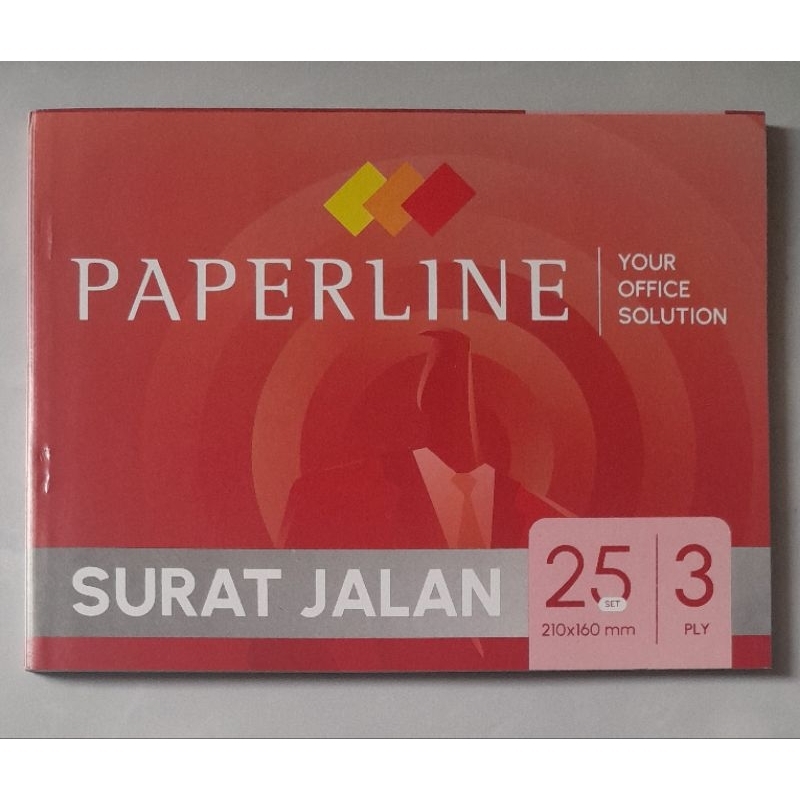 PAPERLINE
YOUR
OFFICE
SOLUTION
SURAT JALAN
25
SET
210x160 mm
3
PLY